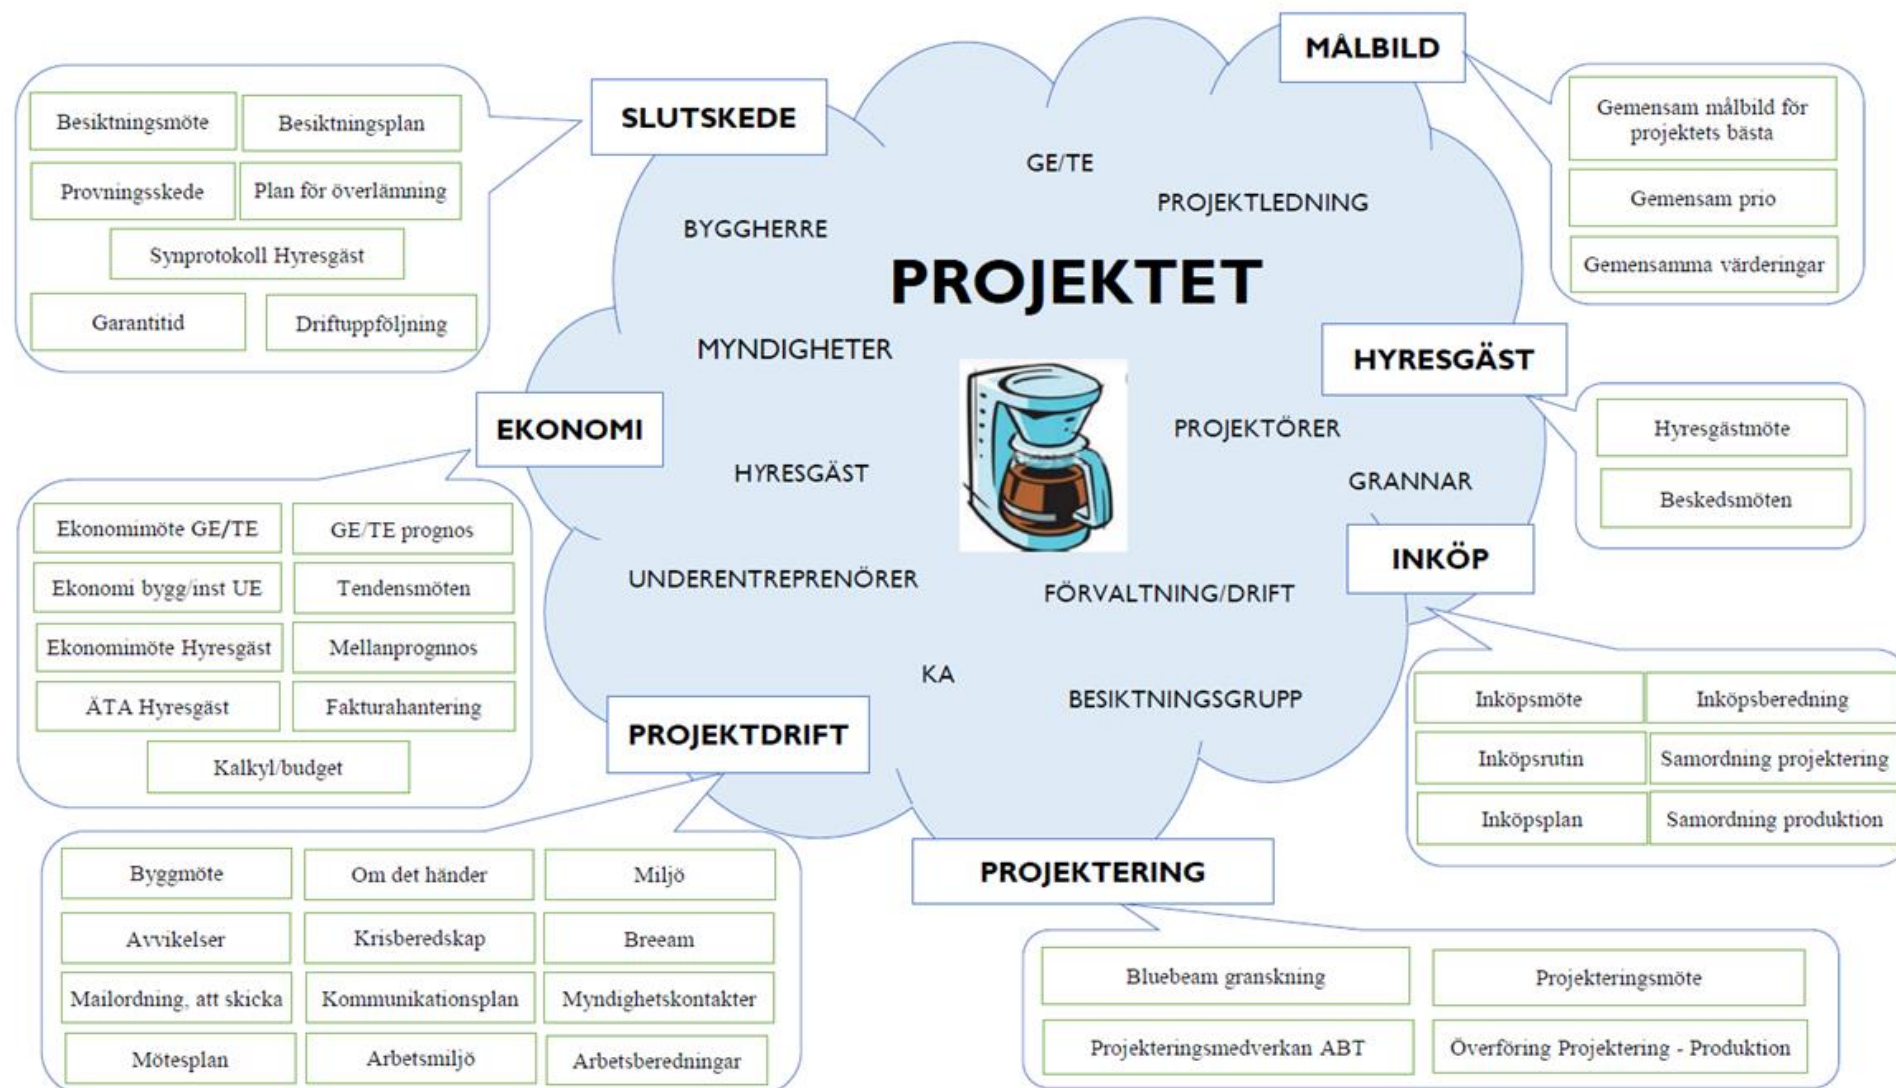 MÅLBILD
Gemensam målbild för
projektets bästa
Gemensam prio
Gemensamma värderingar
SLUTSKEDE
Besiktningsmöte
Besiktningsplan
Provningsskede
Plan för överlämning
Synprotokoll Hyresgäst
Garantitid
Driftuppföljning
GE/TE
PROJEKTLEDNING
BYGGHERRE
PROJEKTET
MYNDIGHETER
PROJEKTÖRER
HYRESGÄST
GRANNAR
UNDERENTREPRENÖRER
FÖRVALTNING/DRIFT
KA
BESIKTNINGSGRUPP
HYRESGÄST
Hyresgästmöte
Beskedsmöten
EKONOMI
Ekonomimöte GE/TE
GE/TE prognos
Ekonomi bygg/inst UE
Tendensmöten
Ekonomimöte Hyresgäst
Mellanprognnos
ÄTA Hyresgäst
Fakturahantering
Kalkyl/budget
INKÖP
Inköpsmöte
Inköpsberedning
Inköpsrutin
Samordning projektering
Inköpsplan
Samordning produktion
PROJEKTDRIFT
Byggmöte
Om det händer
Miljö
Avvikelser
Krisberedskap
Breeam
Mailordning, att skicka
Kommunikationsplan
Myndighetskontakter
Mötesplan
Arbetsmiljö
Arbetsberedningar
PROJEKTERING
Bluebeam granskning
Projekteringsmöte
Projekteringsmedverkan ABT
Överföring Projektering - Produktion